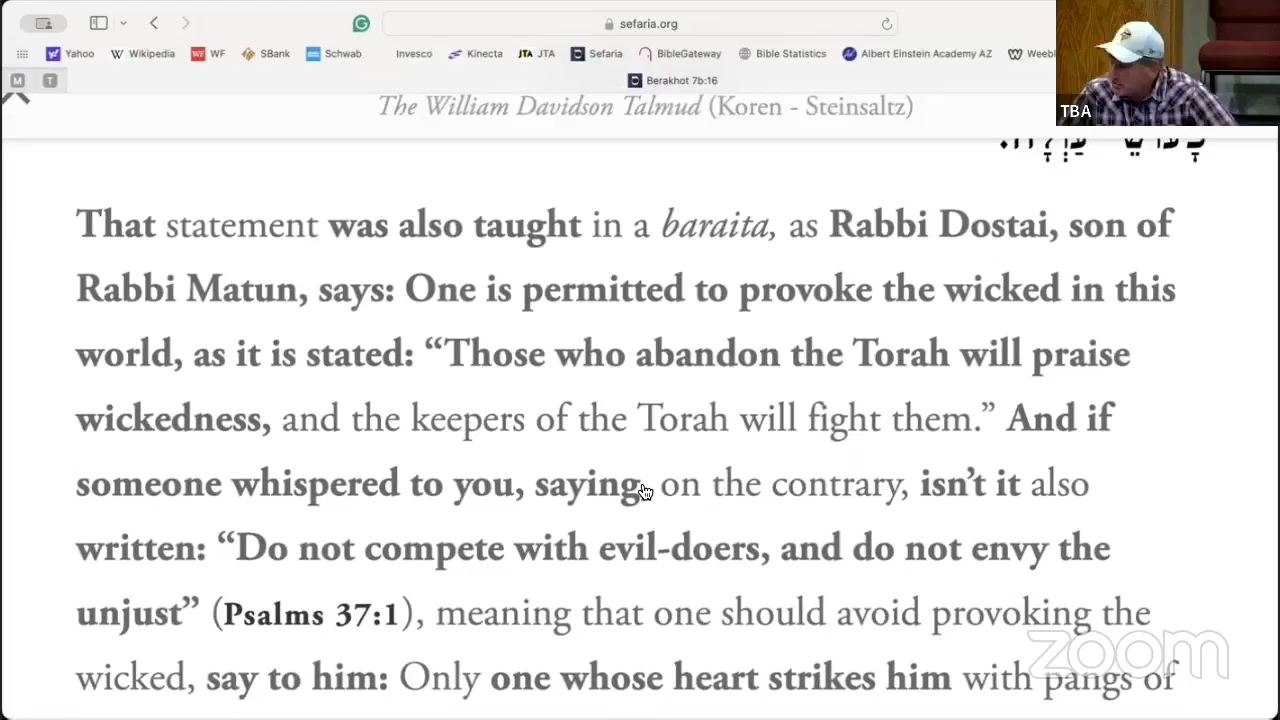 sefaria.org
Yahoo Wikipedia WF WF SBank Schwab Invesco Kinecta JTA JTA Sefaria BibleGateway Bible Statistics Albert Einstein Academy AZ Weebl
M T Berakhot 7b:16
The William Davidson Talmud (Koren - Steinsaltz)
TBA
That statement was also taught in a baraita, as Rabbi Dostai, son of
Rabbi Matun, says: One is permitted to provoke the wicked in this
world, as it is stated: “Those who abandon the Torah will praise
wickedness, and the keepers of the Torah will fight them.” And if
someone whispered to you, saying, on the contrary, isn’t it also
written: “Do not compete with evil-doers, and do not envy the
unjust” (Psalms 37:1), meaning that one should avoid provoking the
wicked, say to him: Only one whose heart strikes him with pangs of
zoom